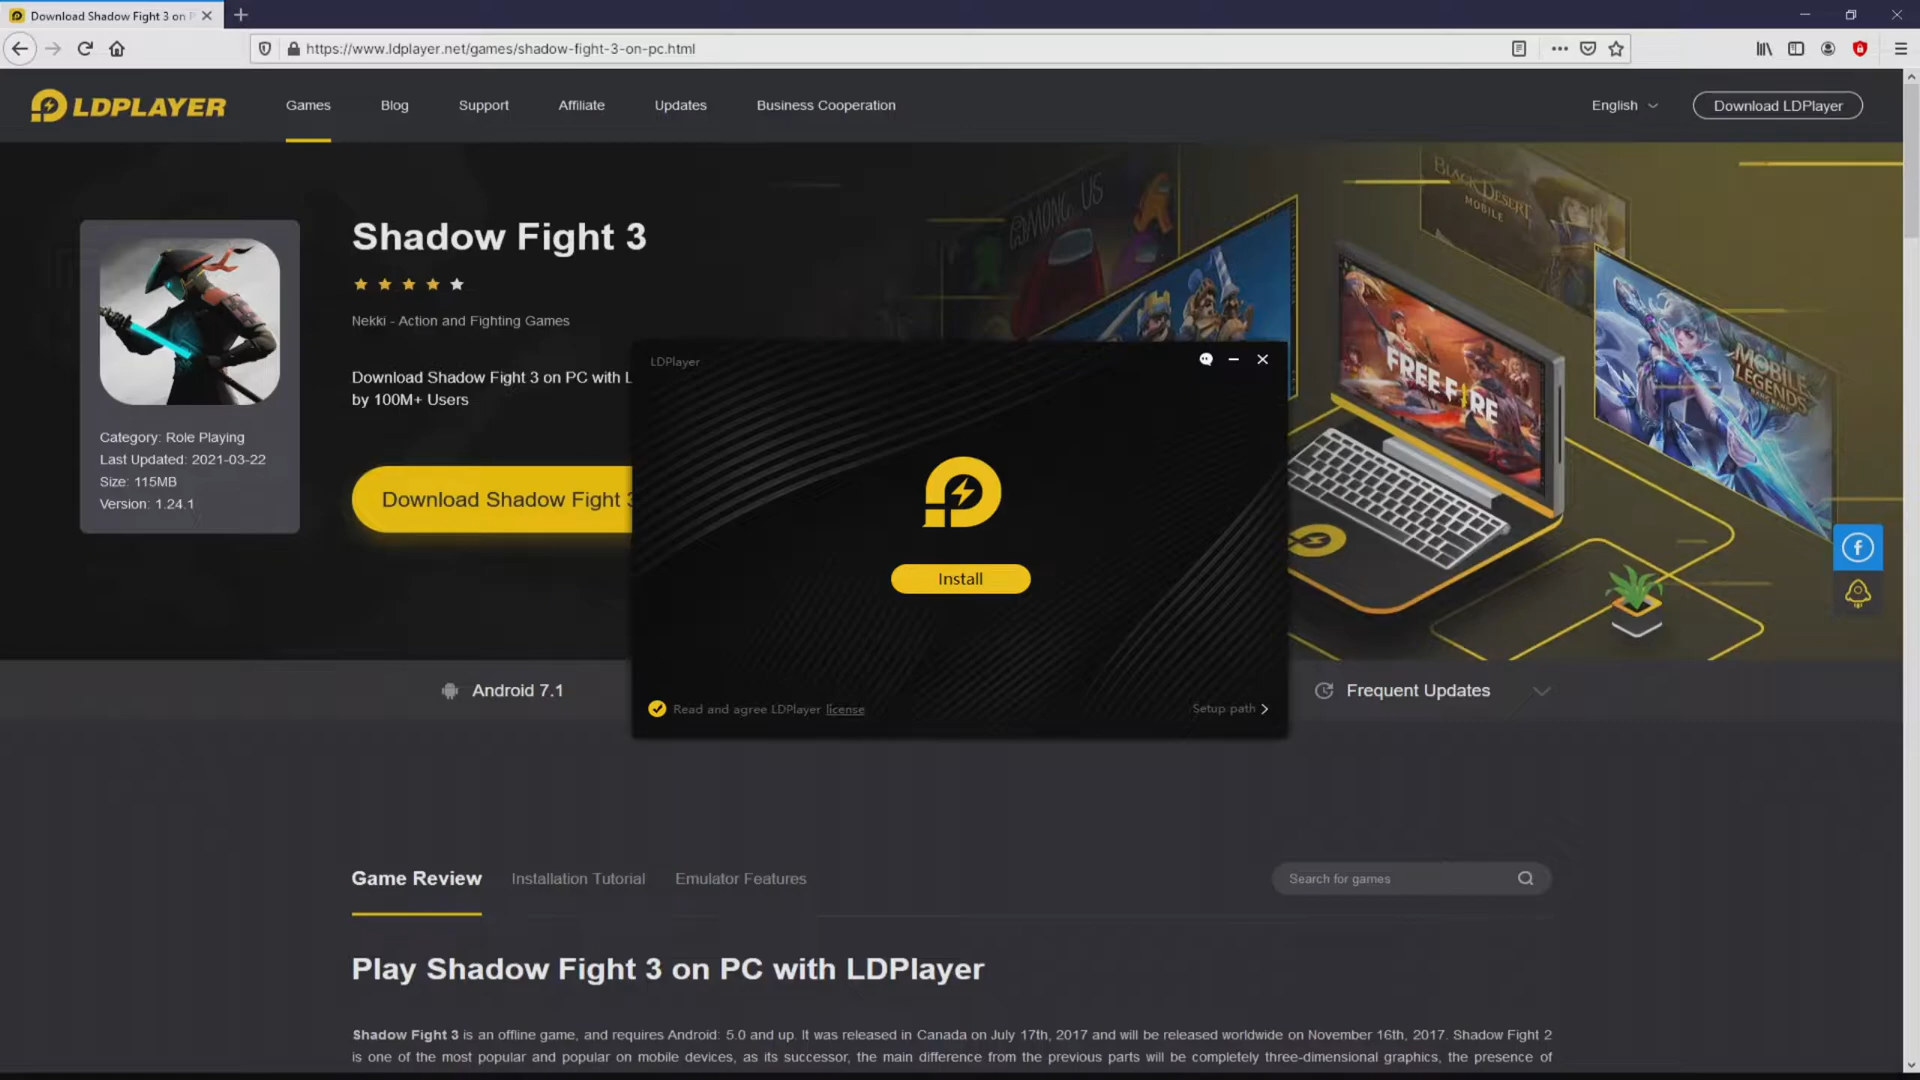 Download Shadow Fight 3 on P
https://www.ldplayer.net/games/shadow-fight-3-on-pc.html
LDPLAYER
Games
Blog
Support
Affiliate
Updates
Business Cooperation
English
Download LDPlayer
AMONG US
BLACK DESERT
MOBILE
Shadow Fight 3
Nekki - Action and Fighting Games
Download Shadow Fight 3 on PC with L
by 100M+ Users
FREE FIRE
MOBILE
LEGENDS
BANG BANG
Category: Role Playing
Last Updated: 2021-03-22
Size: 115MB
Version: 1.24.1
Download Shadow Fight 3
LDPlayer
Install
Read and agree LDPlayer license
Setup path
Android 7.1
Frequent Updates
Game Review
Installation Tutorial
Emulator Features
Search for games
Play Shadow Fight 3 on PC with LDPlayer
Shadow Fight 3 is an offline game, and requires Android: 5.0 and up. It was released in Canada on July 17th, 2017 and will be released worldwide on November 16th, 2017. Shadow Fight 2
is one of the most popular and popular on mobile devices, as its successor, the main difference from the previous parts will be completely three-dimensional graphics, the presence of